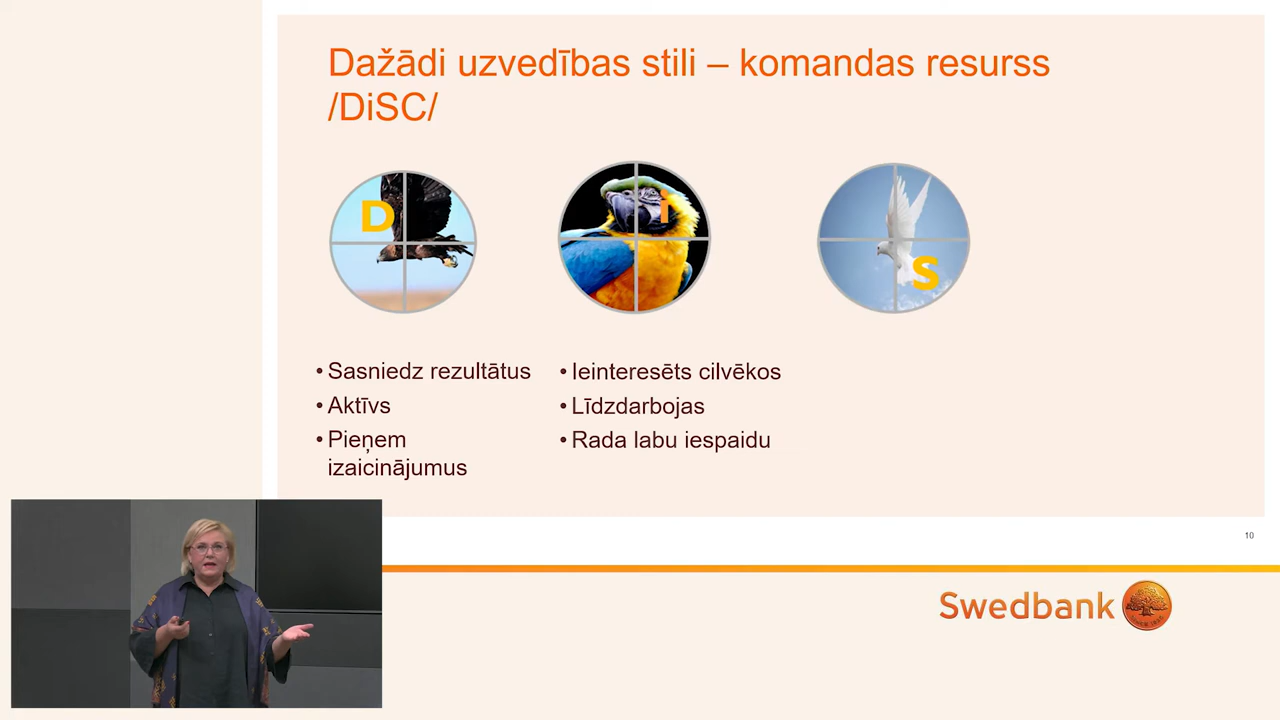 Dažādi uzvedības stili – komandas resurss
/DiSC/
D
i
S
• Sasniedz rezultātus
• Aktīvs
• Pieņem
izaicinājumus
• Ieinteresēts cilvēkos
• Līdzdarbojas
• Rada labu iespaidu
10
Swedbank